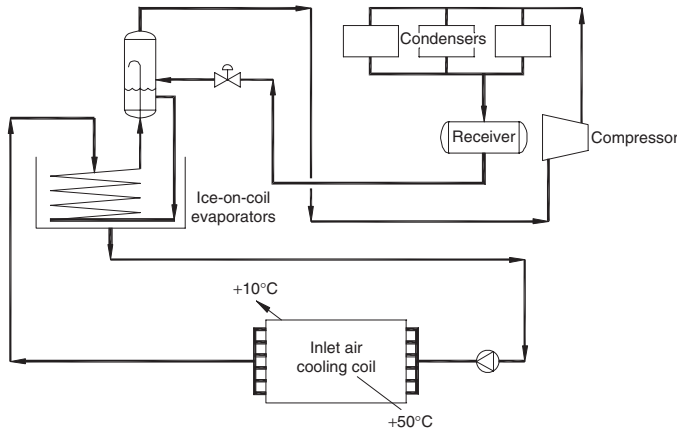 Condensers
Receiver
Compressor
Ice-on-coil
evaporators
+10°C
Inlet air
cooling coil
+50°C